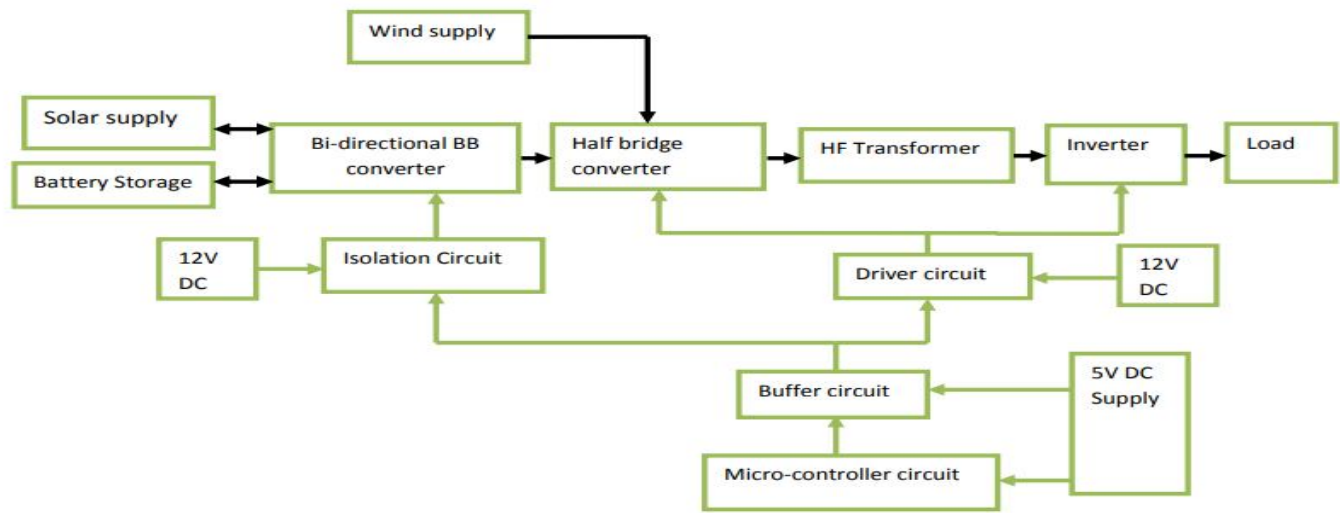 Wind supply
Solar supply
Battery Storage
Bi-directional BB
converter
Half bridge
converter
HF Transformer
Inverter
Load
12V
DC
Isolation Circuit
Driver circuit
12V
DC
Buffer circuit
5V DC
Supply
Micro-controller circuit